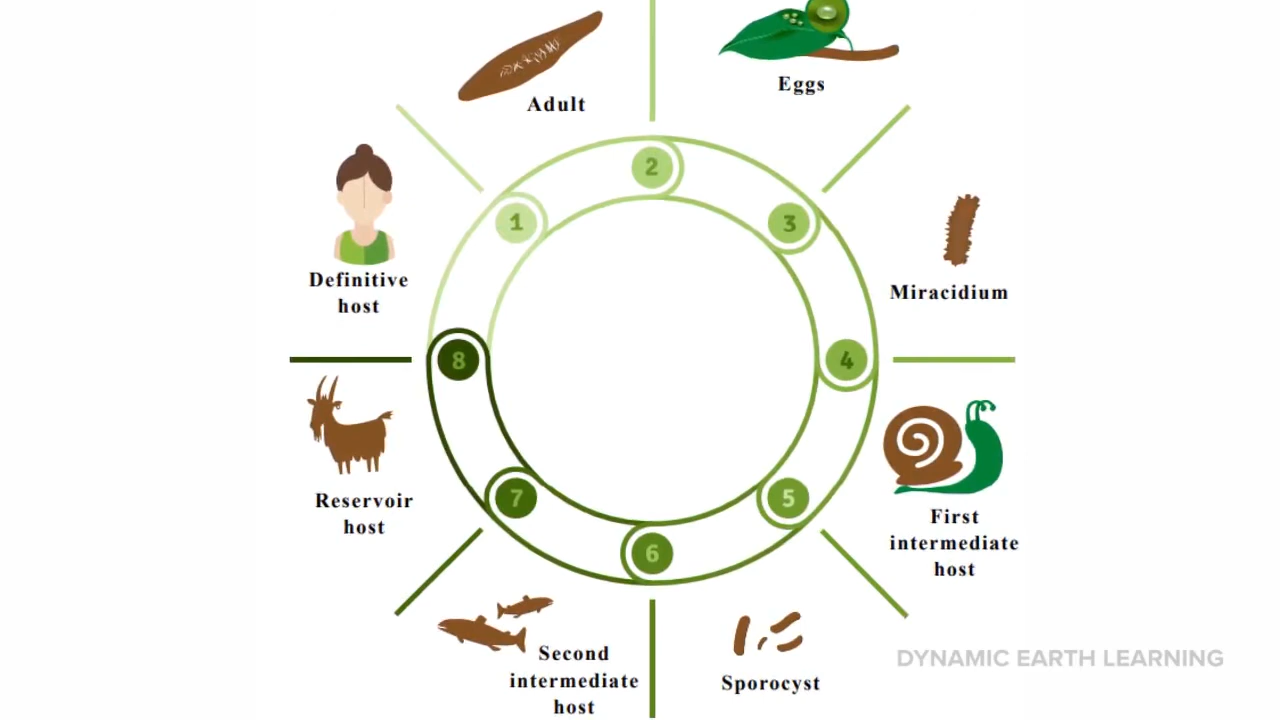 Adult
Eggs
2
1
3
Definitive
host
Miracidium
8
4
Reservoir
host
7
5
First
intermediate
host
6
Second
intermediate
host
Sporocyst
DYNAMIC EARTH LEARNING